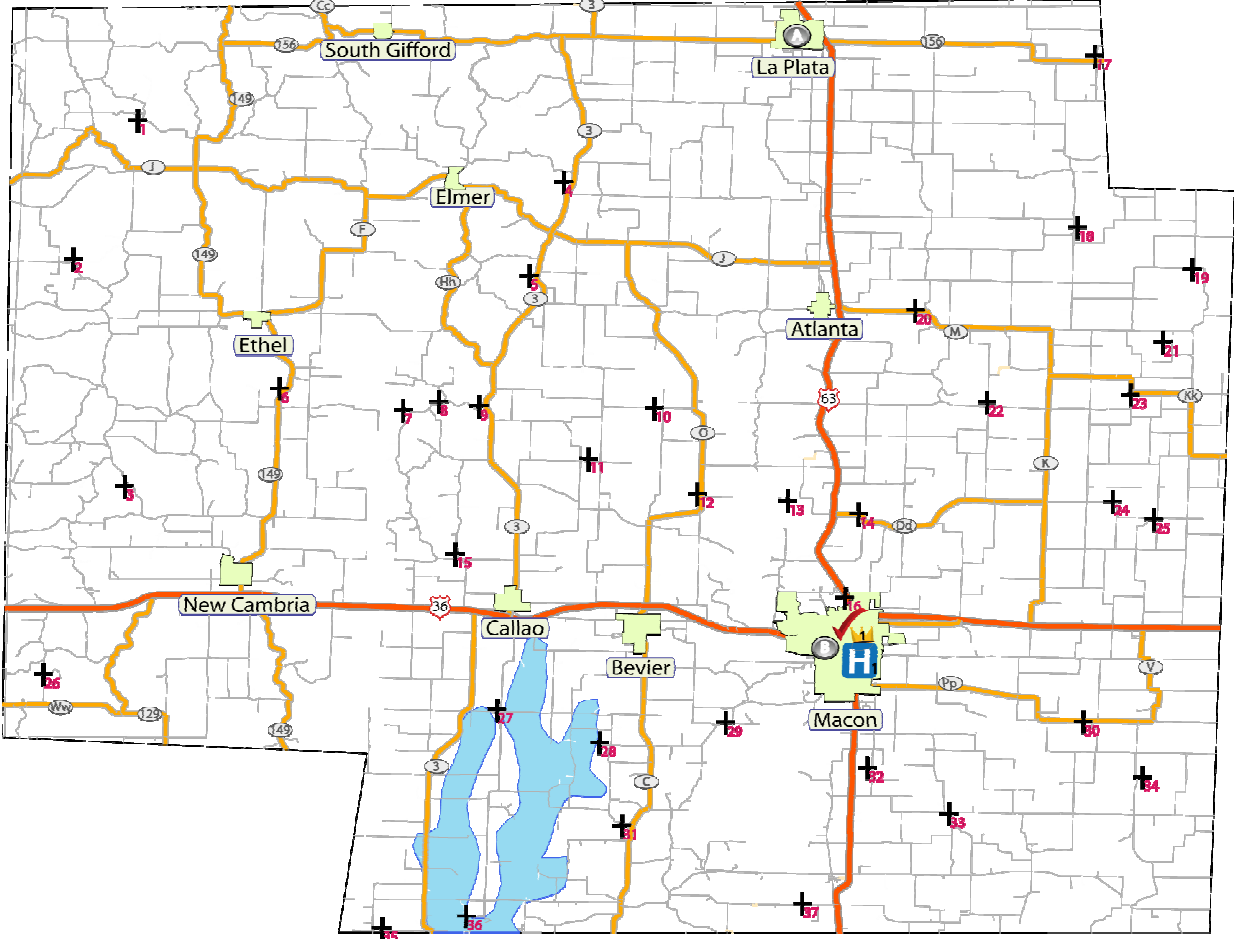 Cc
3
156
South Gifford
A
La Plata
156
17
149
1
3
J
4
Elmer
F
18
149
2
J
19
Hh
5
3
20
Atlanta
M
Ethel
21
6
63
7
8
9
10
22
23
Kk
O
11
K
149
3
12
13
24
14
Dd
25
3
15
16
New Cambria
36
Callao
1
B
H
1
Bevier
V
26
Pp
Ww
129
27
Macon
29
30
149
28
3
32
C
34
31
33
37
36
35